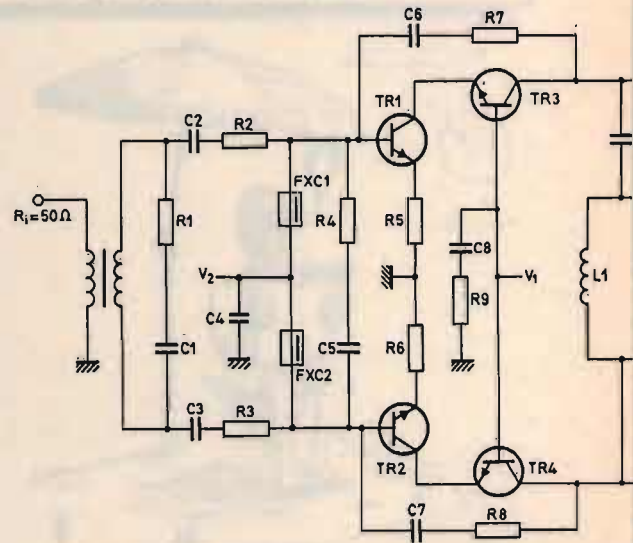 C6
R7
TR1
TR3
C2
R2
FXC1
R1
R4
R5
C8
Ri=50Ω
V2
V1
L1
C4
R9
C1
C5
R6
FXC2
C3
R3
TR2
TR4
C7
R8